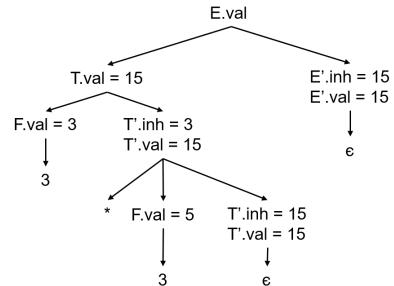 E.val
T.val = 15
E'.inh = 15
E'.val = 15
F.val = 3
T'.inh = 3
T'.val = 15
є
3
*
F.val = 5
T'.inh = 15
T'.val = 15
3
є